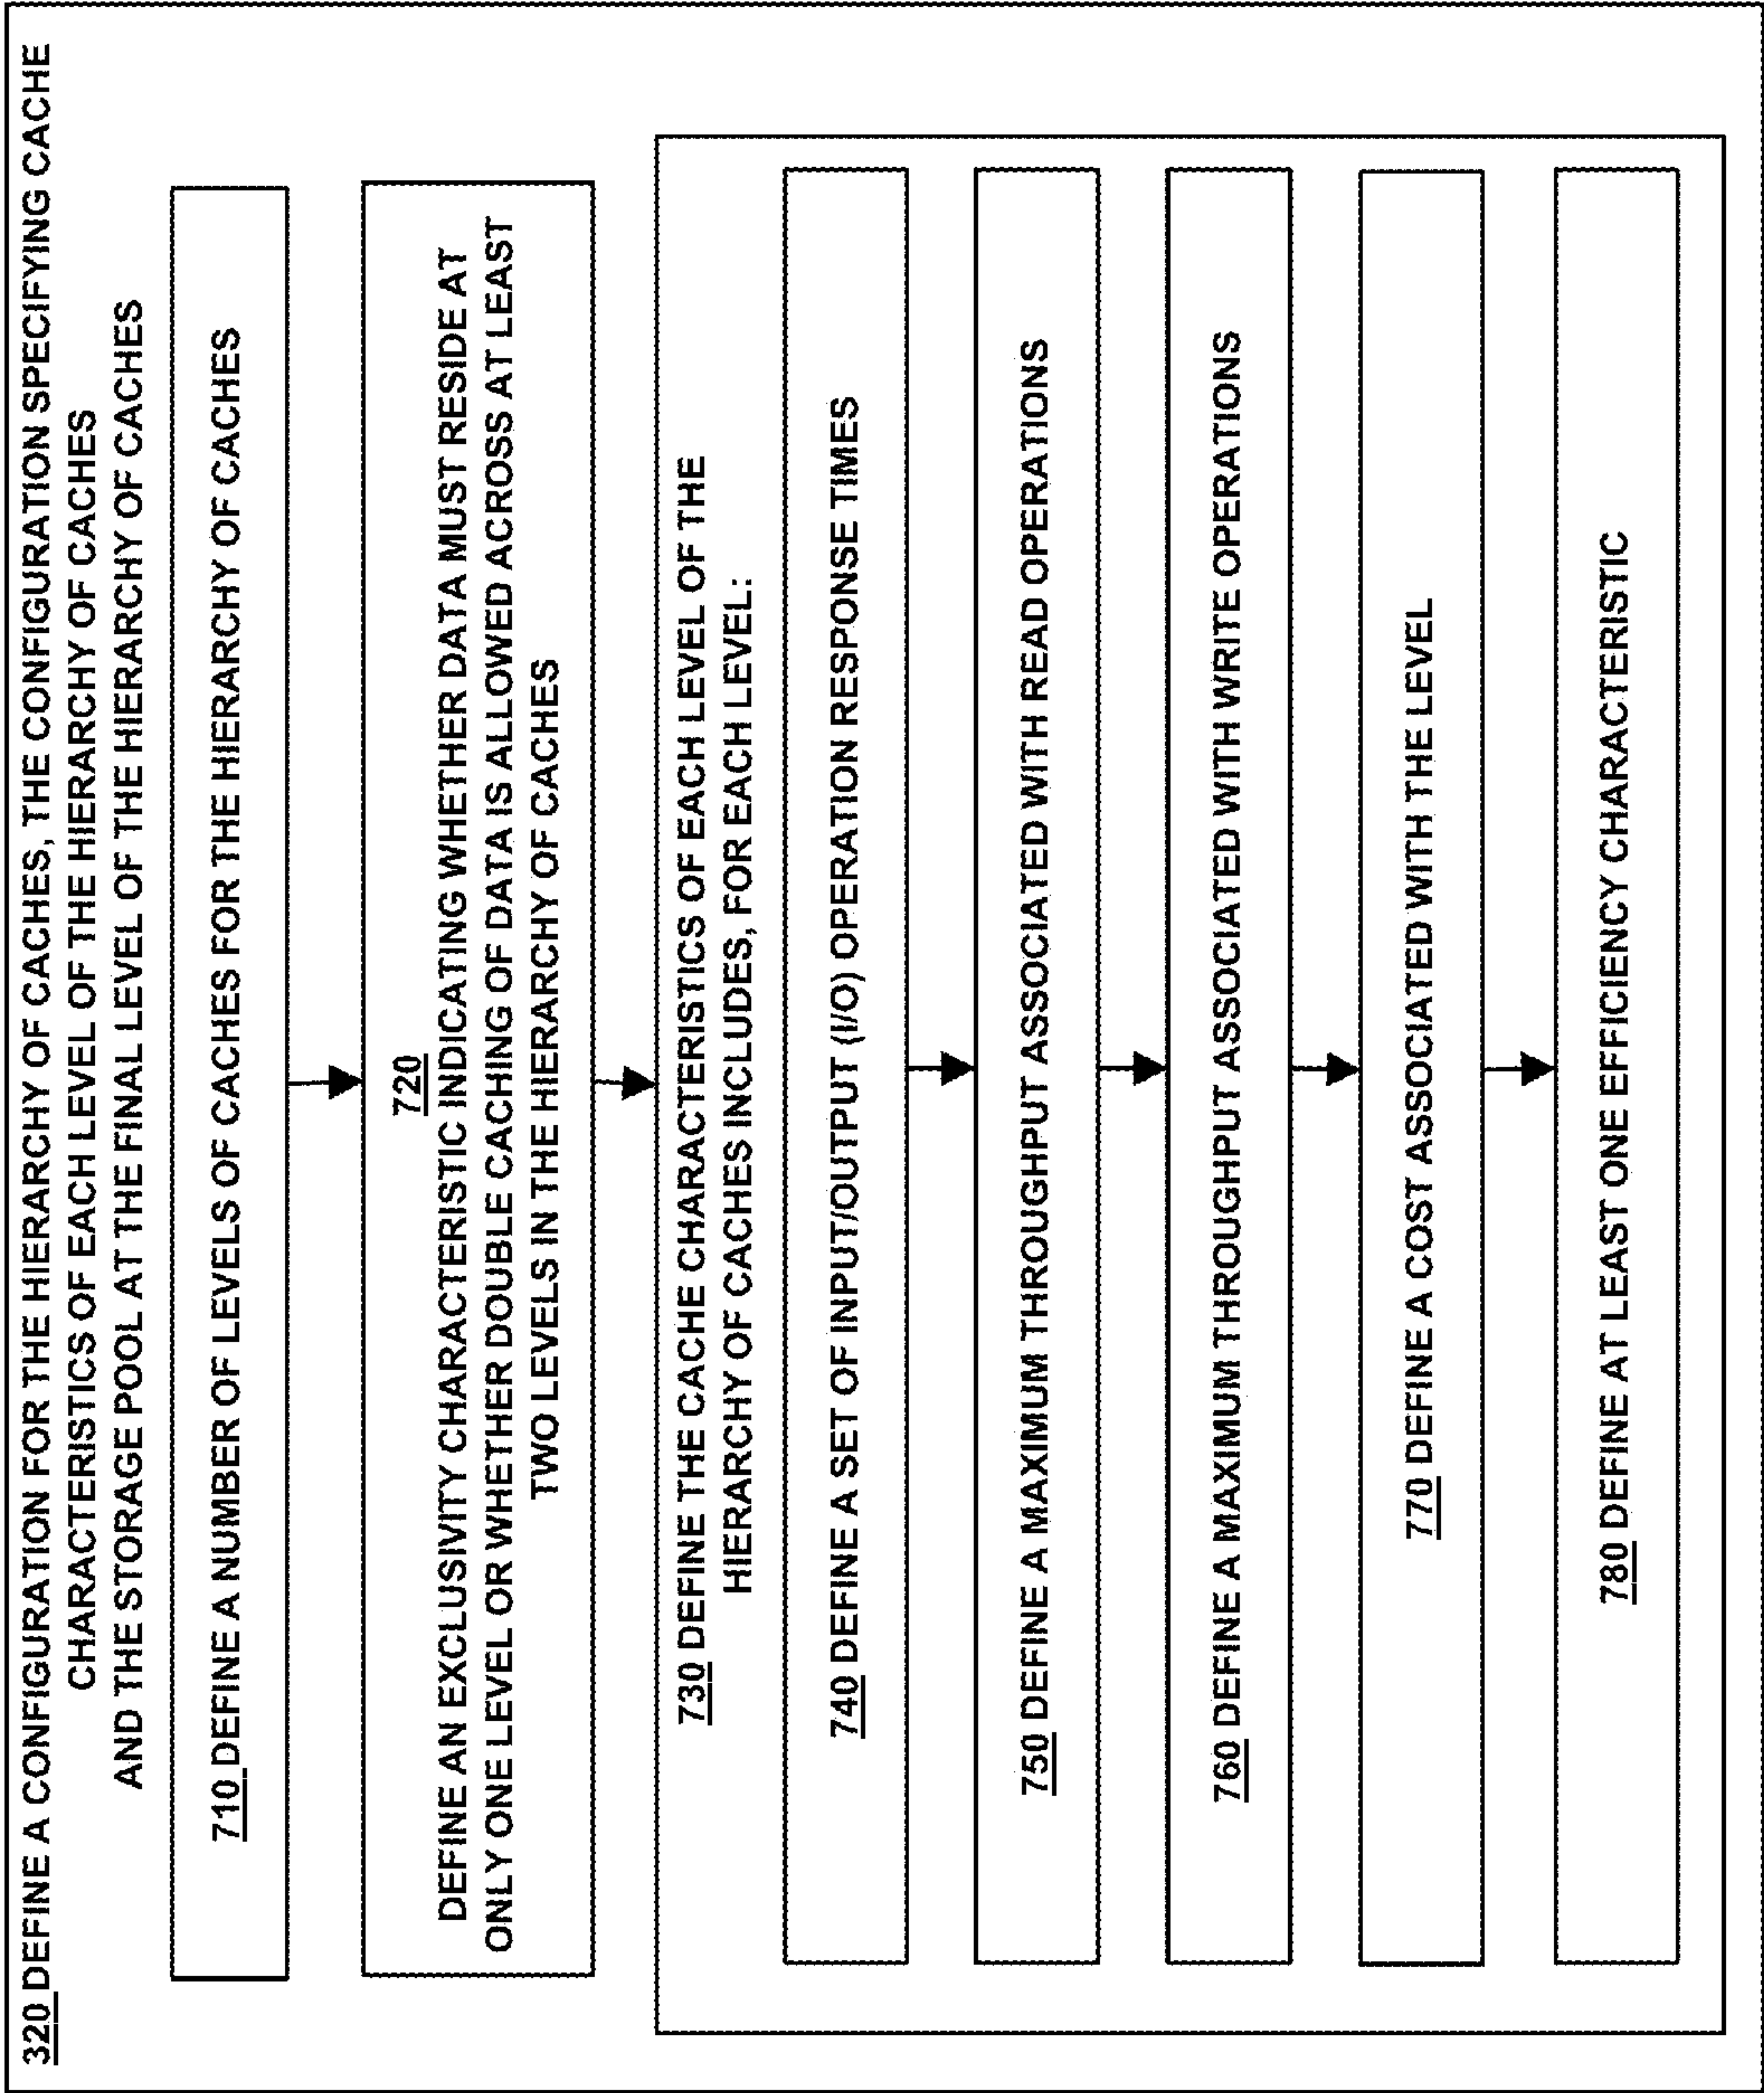 320 DEFINE A CONFIGURATION FOR THE HIERARCHY OF CACHES, THE CONFIGURATION SPECIFYING CACHE
CHARACTERISTICS OF EACH LEVEL OF THE HIERARCHY OF CACHES
AND THE STORAGE POOL AT THE FINAL LEVEL OF THE HIERARCHY OF CACHES
710 DEFINE A NUMBER OF LEVELS OF CACHES FOR THE HIERARCHY OF CACHES
720
DEFINE AN EXCLUSIVITY CHARACTERISTIC INDICATING WHETHER DATA MUST RESIDE AT
ONLY ONE LEVEL OR WHETHER DOUBLE CACHING OF DATA IS ALLOWED ACROSS AT LEAST
TWO LEVELS IN THE HIERARCHY OF CACHES
730 DEFINE THE CACHE CHARACTERISTICS OF EACH LEVEL OF THE
HIERARCHY OF CACHES INCLUDES, FOR EACH LEVEL:
740 DEFINE A SET OF INPUT/OUTPUT (I/O) OPERATION RESPONSE TIMES
750 DEFINE A MAXIMUM THROUGHPUT ASSOCIATED WITH READ OPERATIONS
760 DEFINE A MAXIMUM THROUGHPUT ASSOCIATED WITH WRITE OPERATIONS
770 DEFINE A COST ASSOCIATED WITH THE LEVEL
780 DEFINE AT LEAST ONE EFFICIENCY CHARACTERISTIC